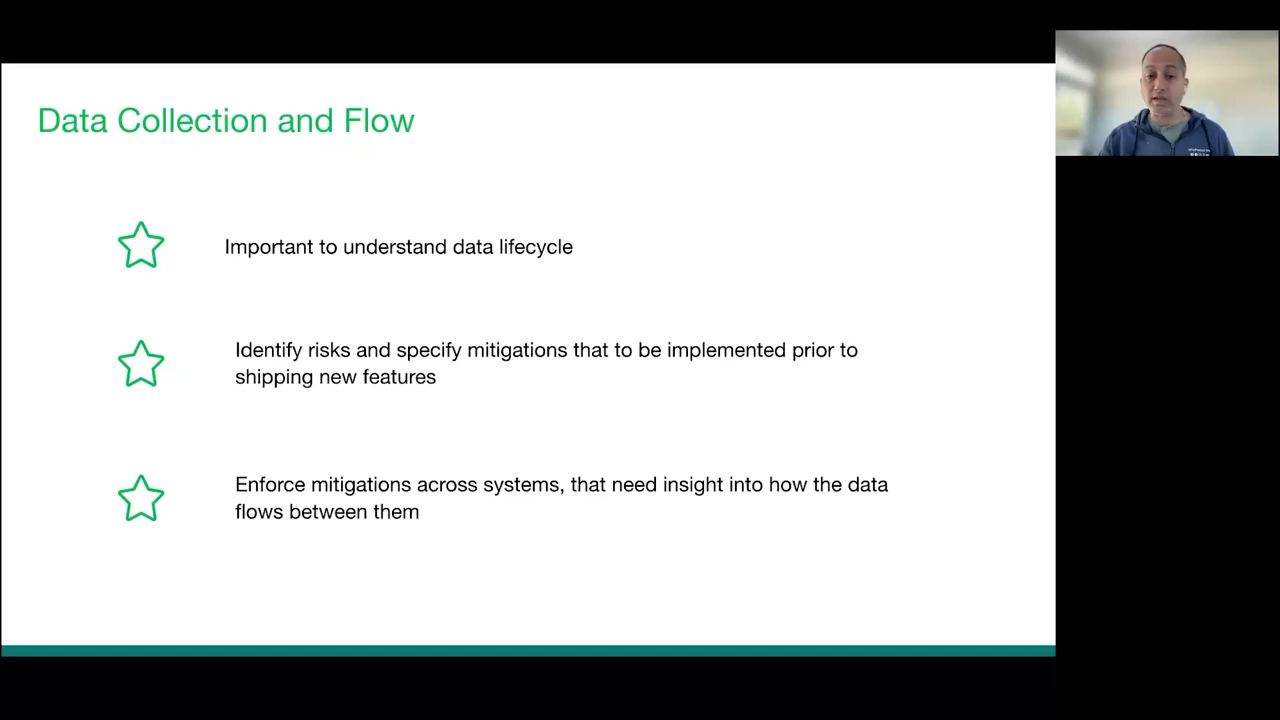 Data Collection and Flow
Important to understand data lifecycle
Identify risks and specify mitigations that to be implemented prior to
shipping new features
Enforce mitigations across systems, that need insight into how the data
flows between them